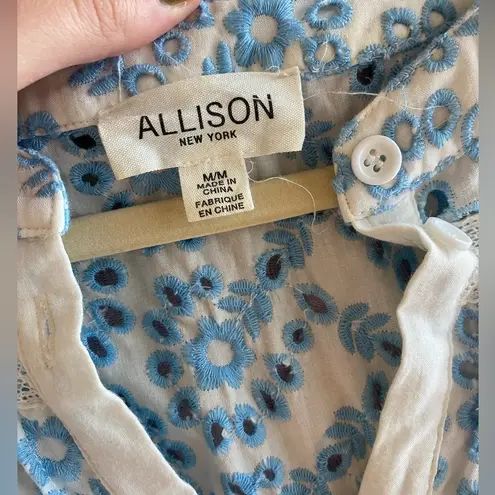 ALLISON
NEW YORK
M/M
MADE IN
CHINA
FABRIQUE
EN CHINE